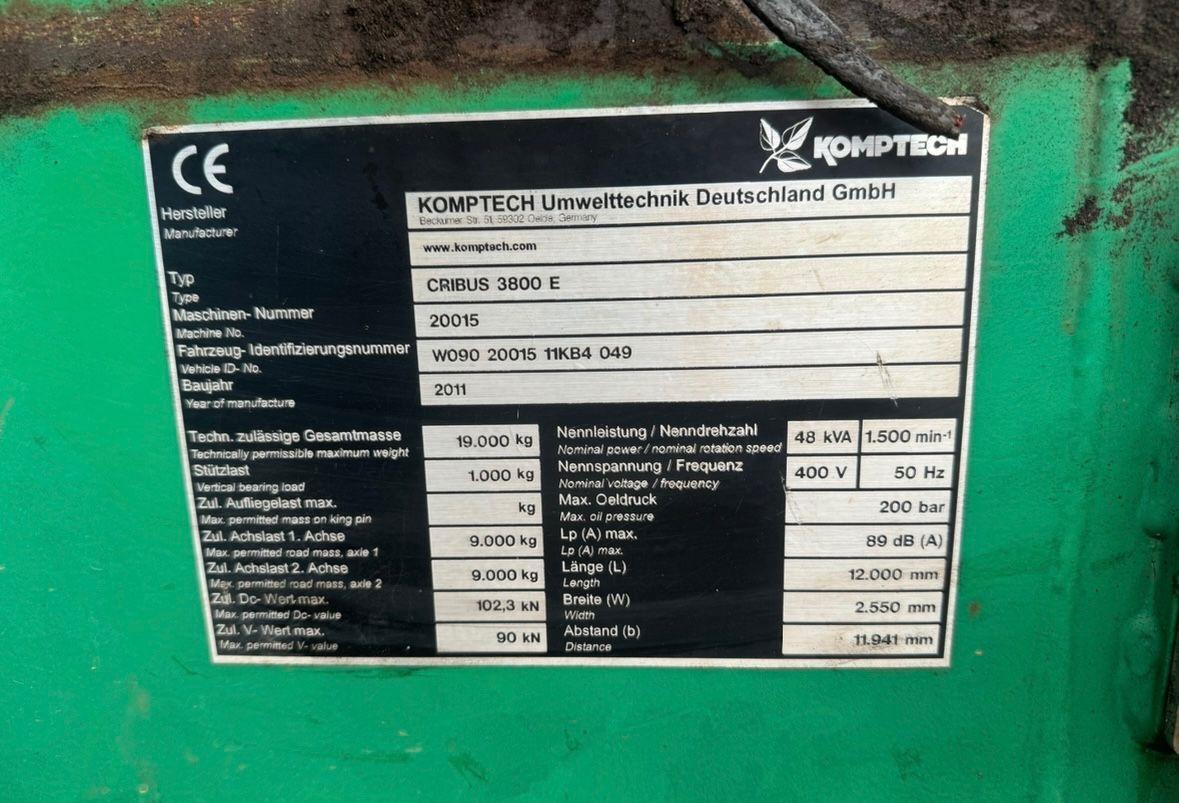 CE
KOMPTECH
Hersteller
Manufacturer
KOMPTECH Umwelttechnik Deutschland GmbH
Beckumer Str. 51, 59302 Oelde, Germany
www.komptech.com
Typ
Type
CRIBUS 3800 E
Maschinen- Nummer
Machine No.
20015
Fahrzeug- Identifizierungsnummer
Vehicle ID- No.
W090 20015 11KB4 049
Baujahr
Year of manufacture
2011
Techn. zulässige Gesamtmasse
Technically permissible maximum weight
19.000 kg
Stützlast
Vertical bearing load
1.000 kg
Zul. Aufliegelast max.
Max. permitted mass on king pin
kg
Zul. Achslast 1. Achse
Max. permitted road mass, axle 1
9.000 kg
Zul. Achslast 2. Achse
Max. permitted road mass, axle 2
9.000 kg
Zul. Dc- Wert max.
Max. permitted Dc- value
102,3 kN
Zul. V- Wert max.
Max. permitted V- value
90 kN
Nennleistung / Nenndrehzahl
Nominal power / nominal rotation speed
48 kVA 1.500 min-1
Nennspannung / Frequenz
Nominal voltage / frequency
400 V 50 Hz
Max. Oeldruck
Max. oil pressure
200 bar
Lp (A) max.
Lp (A) max.
89 dB (A)
Länge (L)
Length
12.000 mm
Breite (W)
Width
2.550 mm
Abstand (b)
Distance
11.941 mm